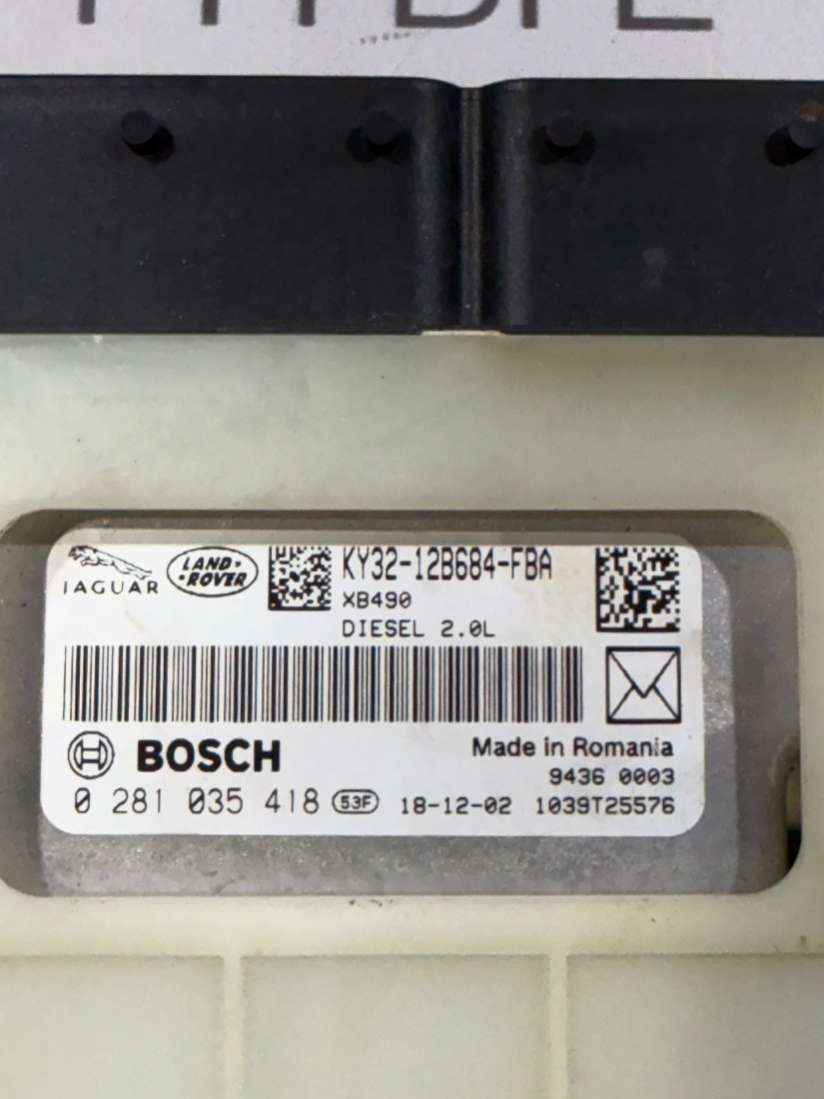 JAGUAR
LAND-
-ROVER
KY32-12B684-FBA
XB490
DIESEL 2.0L
BOSCH
Made in Romania
9436 0003
0 281 035 418 53F 18-12-02 1039T25576